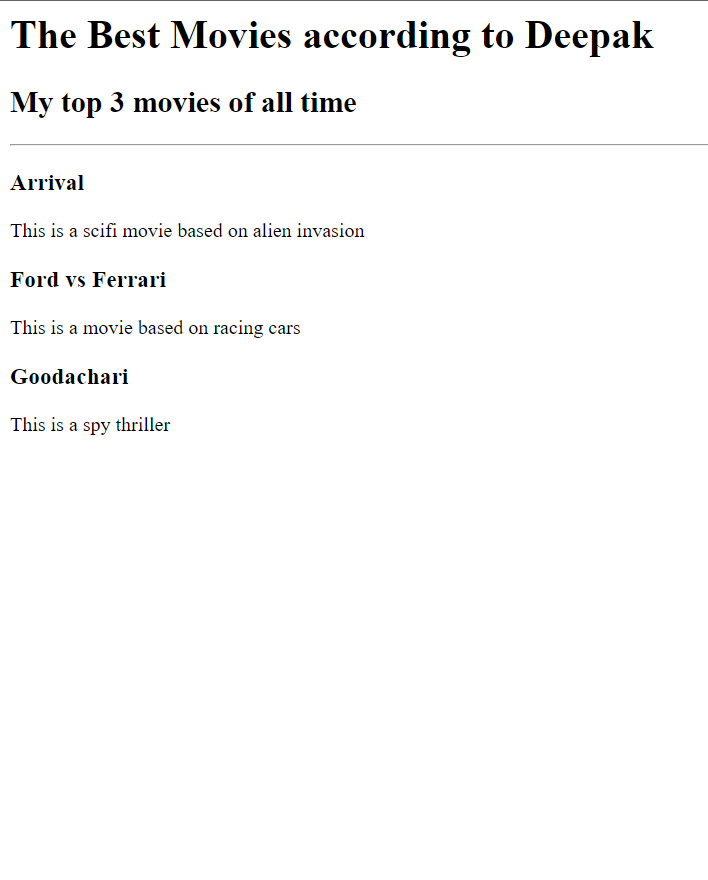 The Best Movies according to Deepak
My top 3 movies of all time
Arrival
This is a scifi movie based on alien invasion
Ford vs Ferrari
This is a movie based on racing cars
Goodachari
This is a spy thriller